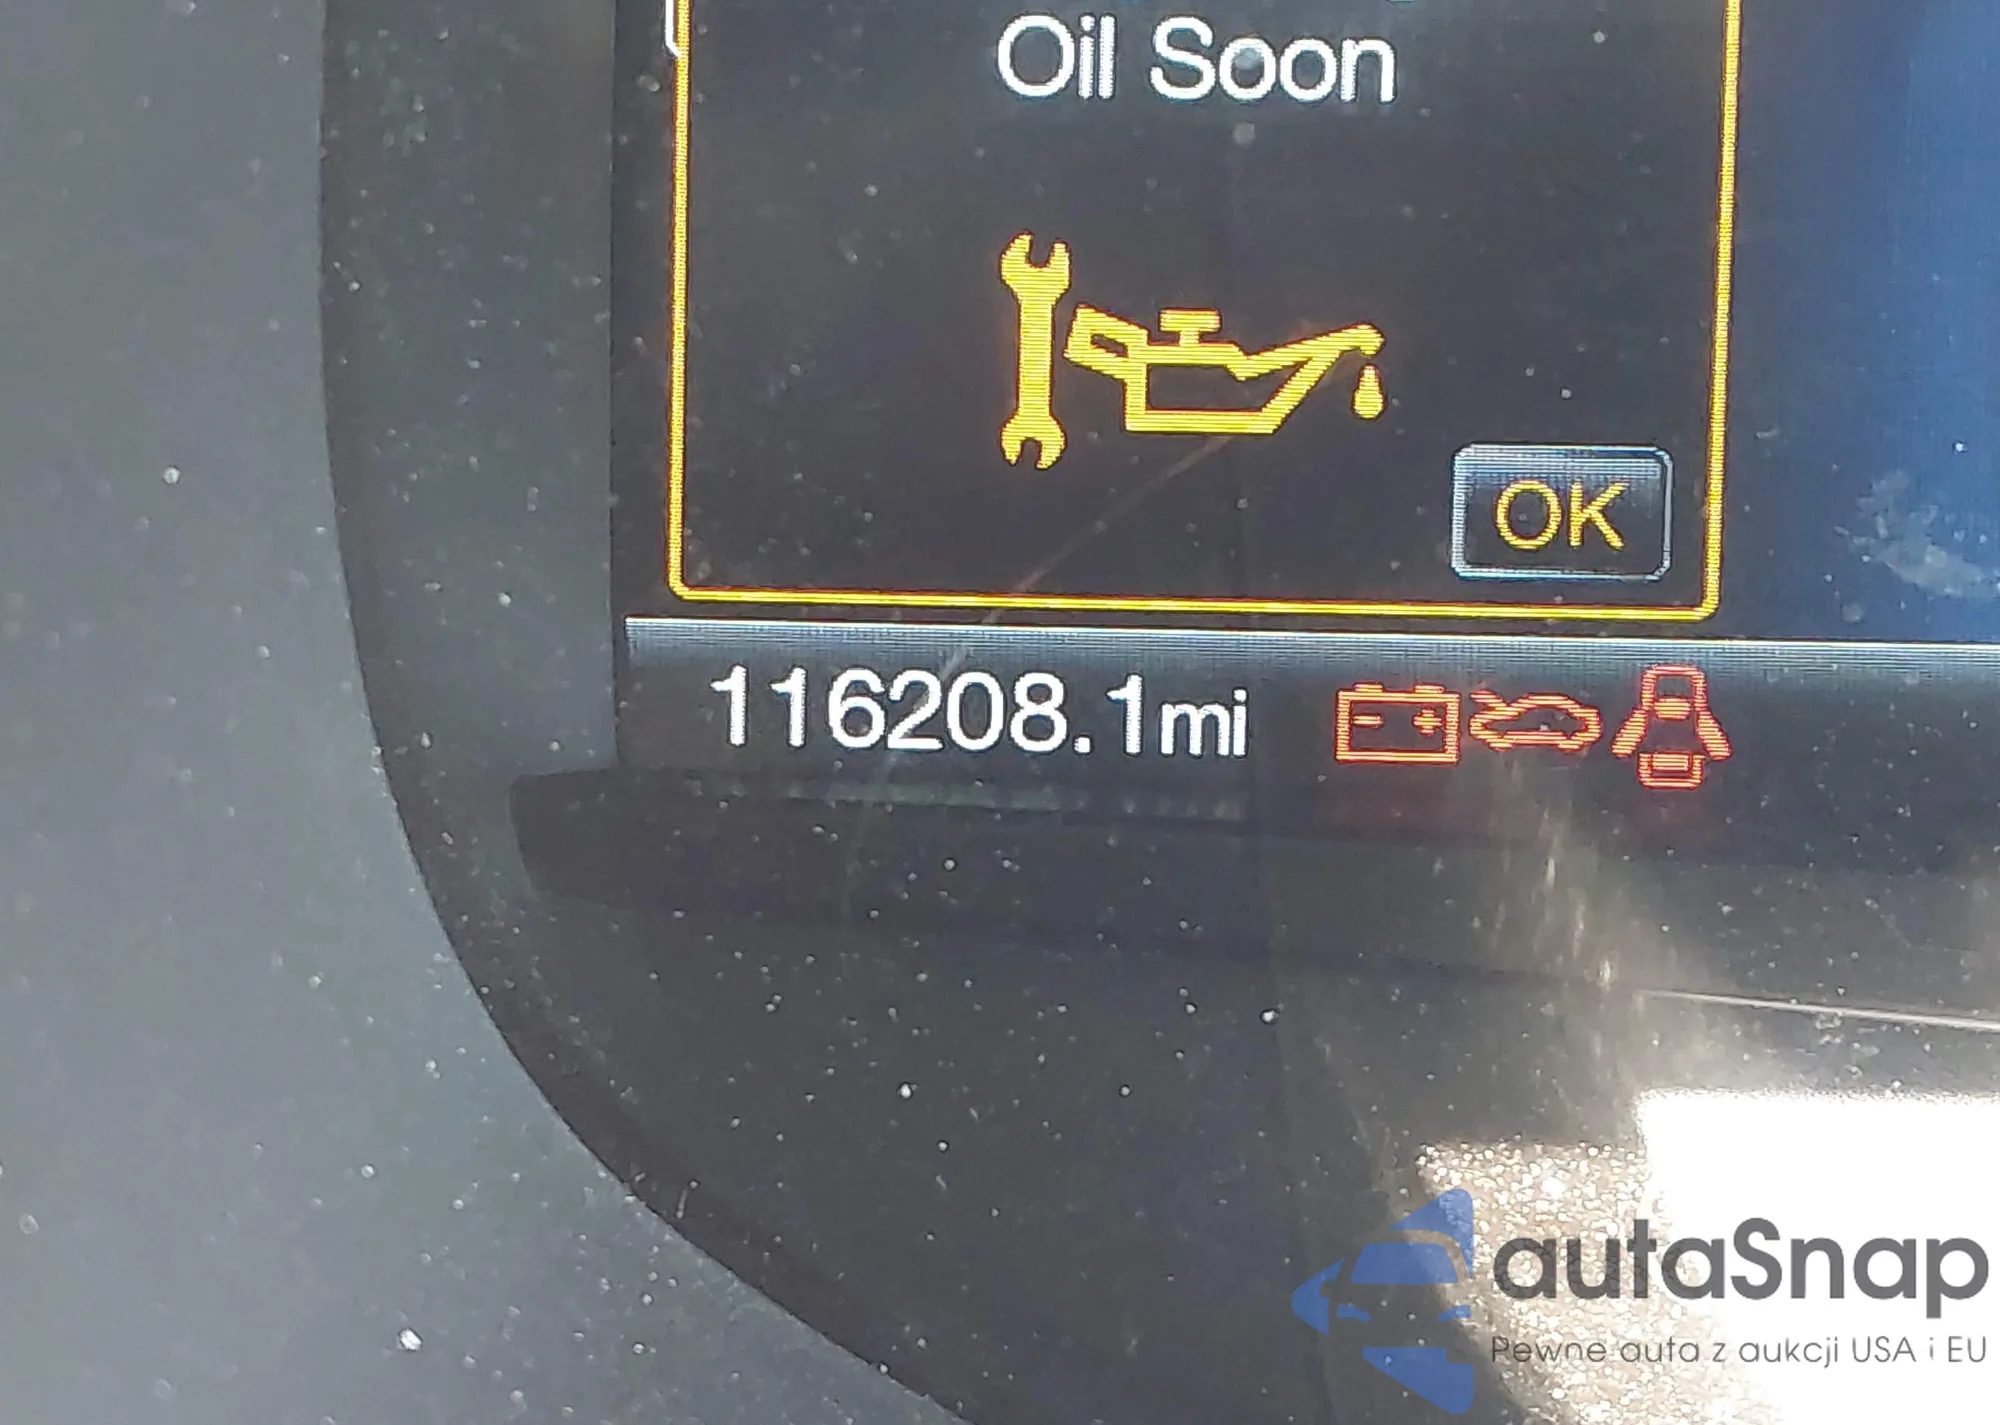 Oil Soon
OK
116208.1mi
autaSnap
Pewne auta z aukcji USA i EU